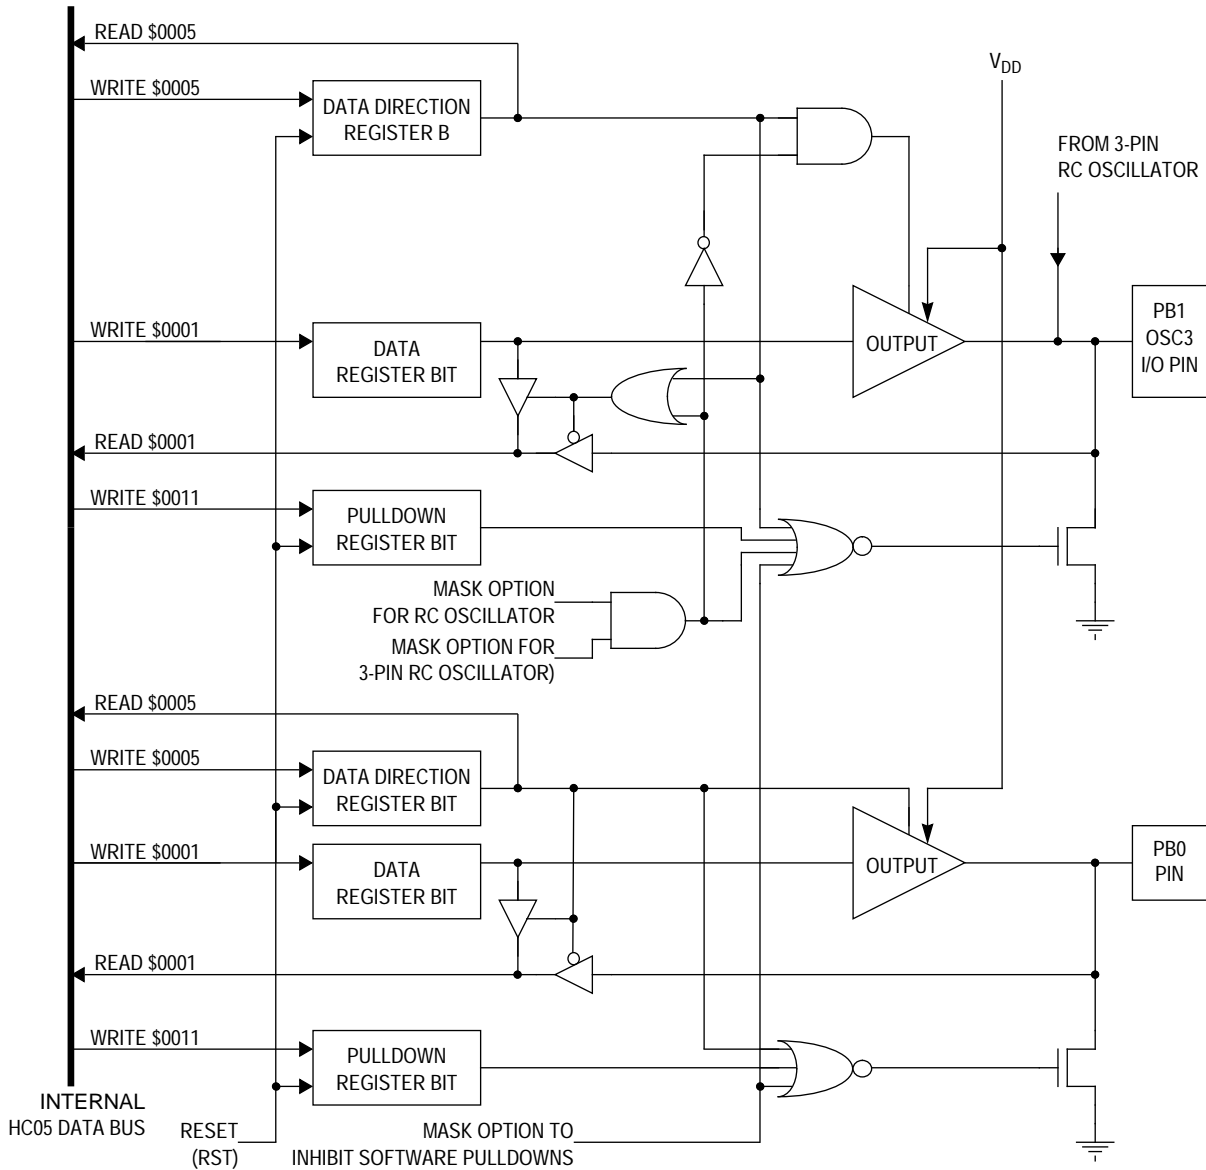 READ $0005
WRITE $0005
DATA DIRECTION
REGISTER B
VDD
FROM 3-PIN
RC OSCILLATOR
WRITE $0001
DATA
REGISTER BIT
OUTPUT
PB1
OSC3
I/O PIN
READ $0001
WRITE $0011
PULLDOWN
REGISTER BIT
MASK OPTION
FOR RC OSCILLATOR
MASK OPTION FOR
3-PIN RC OSCILLATOR)
READ $0005
WRITE $0005
DATA DIRECTION
REGISTER BIT
WRITE $0001
DATA
REGISTER BIT
OUTPUT
PB0
PIN
READ $0001
WRITE $0011
PULLDOWN
REGISTER BIT
INTERNAL
HC05 DATA BUS
RESET
(RST)
MASK OPTION TO
INHIBIT SOFTWARE PULLDOWNS